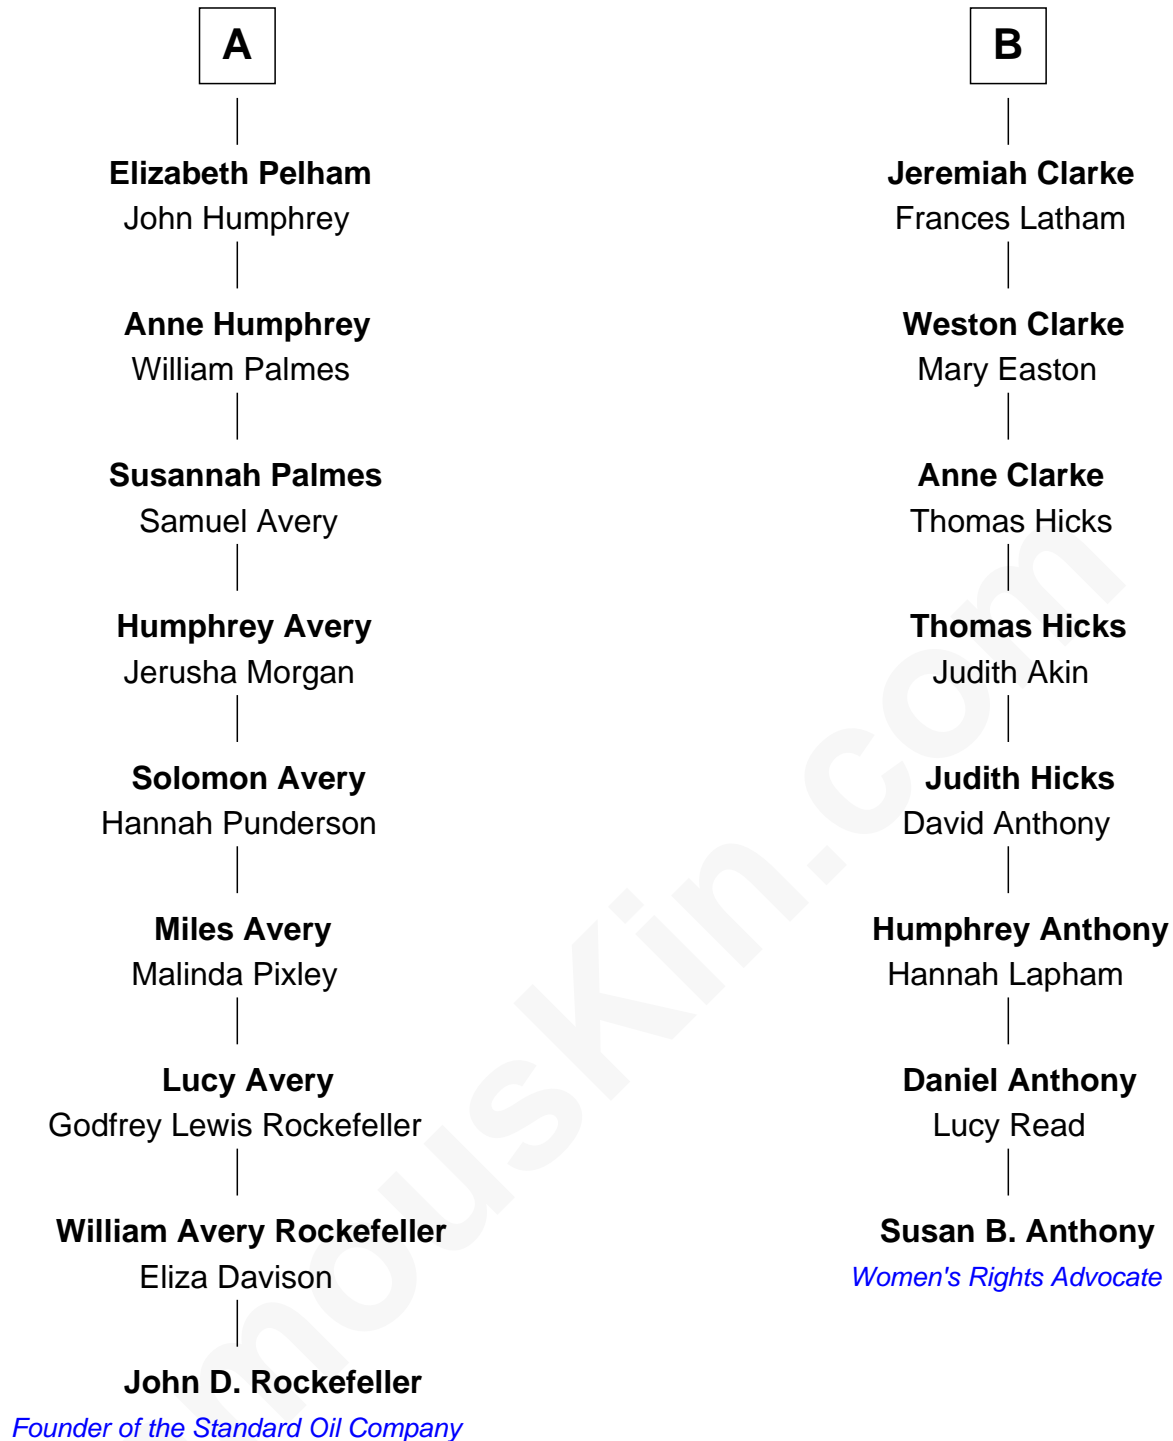 A
Elizabeth Pelham
John Humphrey
Anne Humphrey
William Palmes
Susannah Palmes
Samuel Avery
Humphrey Avery
Jerusha Morgan
Solomon Avery
Hannah Punderson
Miles Avery
Malinda Pixley
Lucy Avery
Godfrey Lewis Rockefeller
William Avery Rockefeller
Eliza Davison
John D. Rockefeller
Founder of the Standard Oil Company
B
Jeremiah Clarke
Frances Latham
Weston Clarke
Mary Easton
Anne Clarke
Thomas Hicks
Thomas Hicks
Judith Akin
Judith Hicks
David Anthony
Humphrey Anthony
Hannah Lapham
Daniel Anthony
Lucy Read
Susan B. Anthony
Women's Rights Advocate
mousKin.com